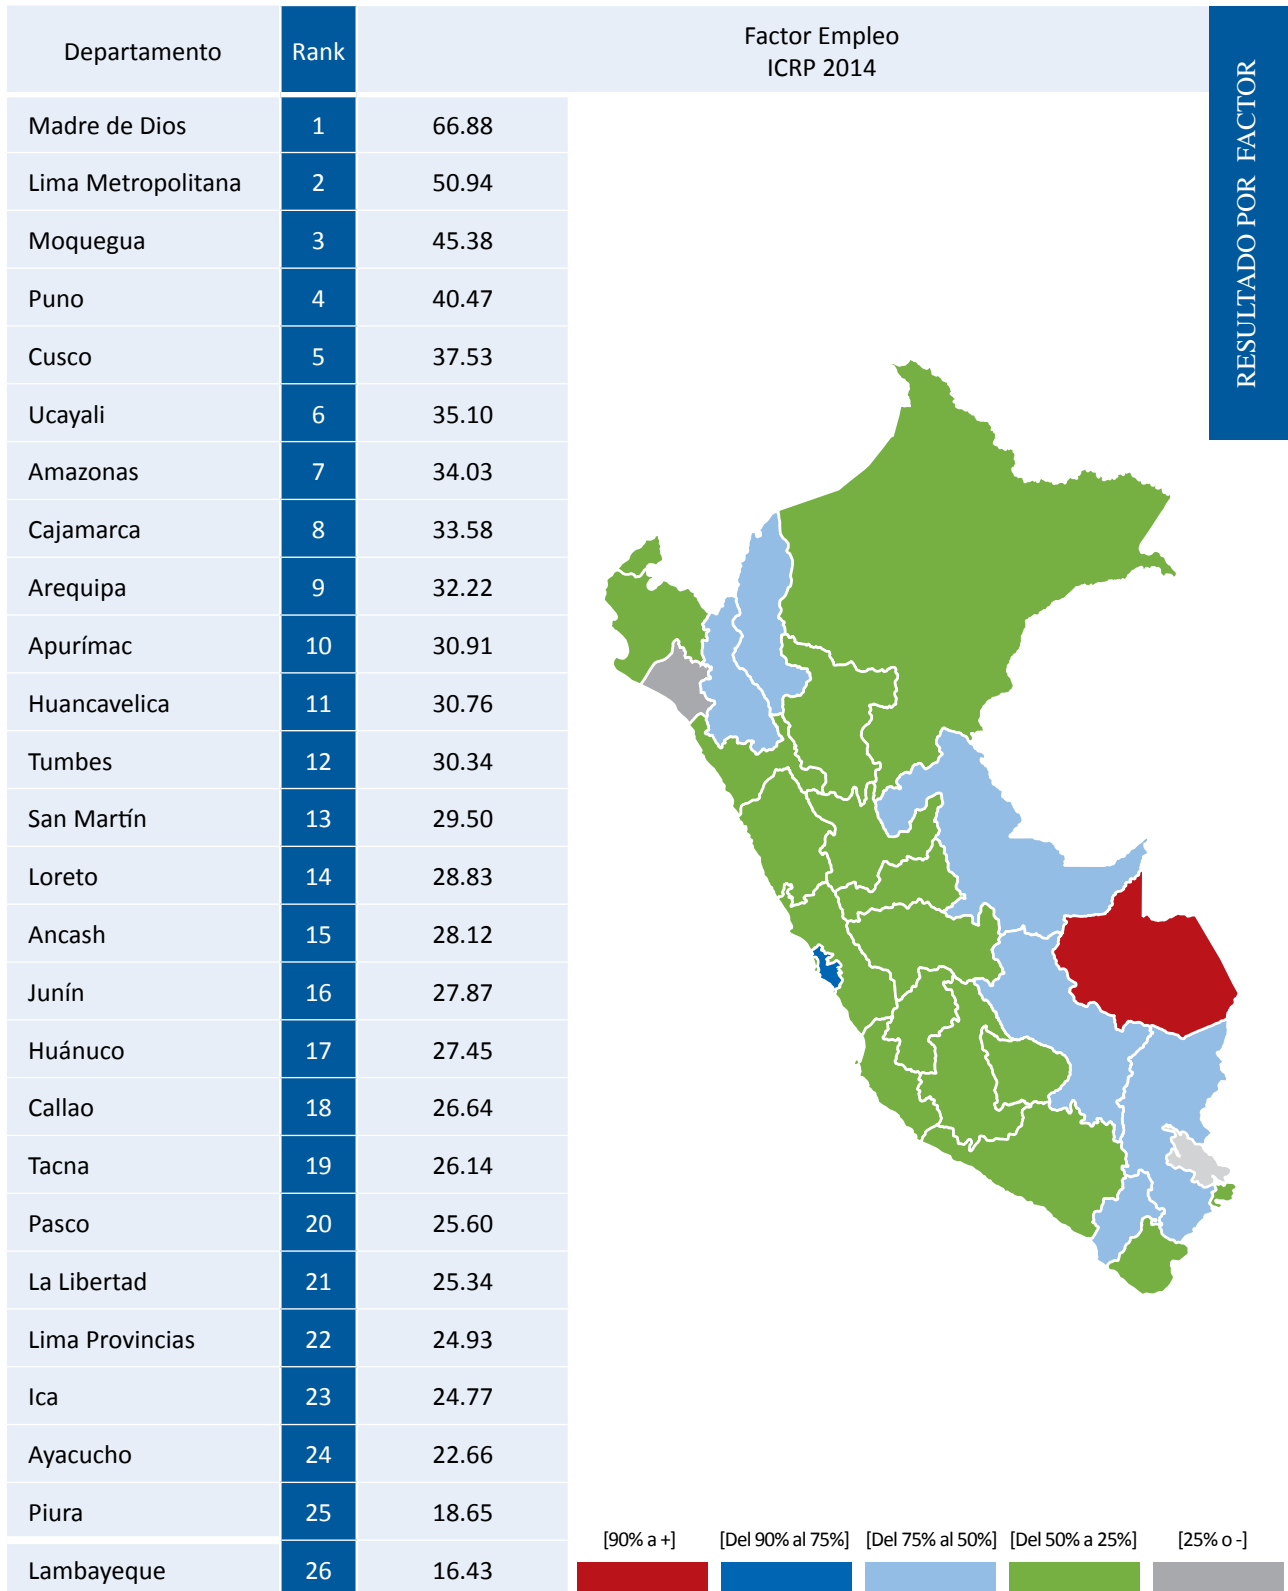 Departamento Rank Factor Empleo
ICRP 2014
RESULTADO POR FACTOR
Madre de Dios 1 66.88
Lima Metropolitana 2 50.94
Moquegua 3 45.38
Puno 4 40.47
Cusco 5 37.53
Ucayali 6 35.10
Amazonas 7 34.03
Cajamarca 8 33.58
Arequipa 9 32.22
Apurímac 10 30.91
Huancavelica 11 30.76
Tumbes 12 30.34
San Martín 13 29.50
Loreto 14 28.83
Ancash 15 28.12
Junín 16 27.87
Huánuco 17 27.45
Callao 18 26.64
Tacna 19 26.14
Pasco 20 25.60
La Libertad 21 25.34
Lima Provincias 22 24.93
Ica 23 24.77
Ayacucho 24 22.66
Piura 25 18.65
Lambayeque 26 16.43
[90% a +] [Del 90% al 75%] [Del 75% al 50%] [Del 50% a 25%] [25% o -]